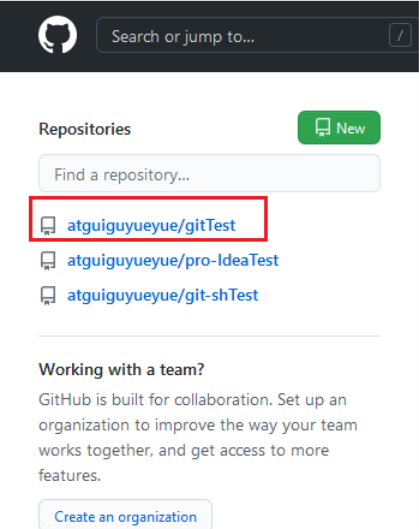 Search or jump to...
/
Repositories
New
Find a repository...
atguiguyueyue/gitTest
atguiguyueyue/pro-IdeaTest
atguiguyueyue/git-shTest
Working with a team?
GitHub is built for collaboration. Set up an
organization to improve the way your team
works together, and get access to more
features.
Create an organization